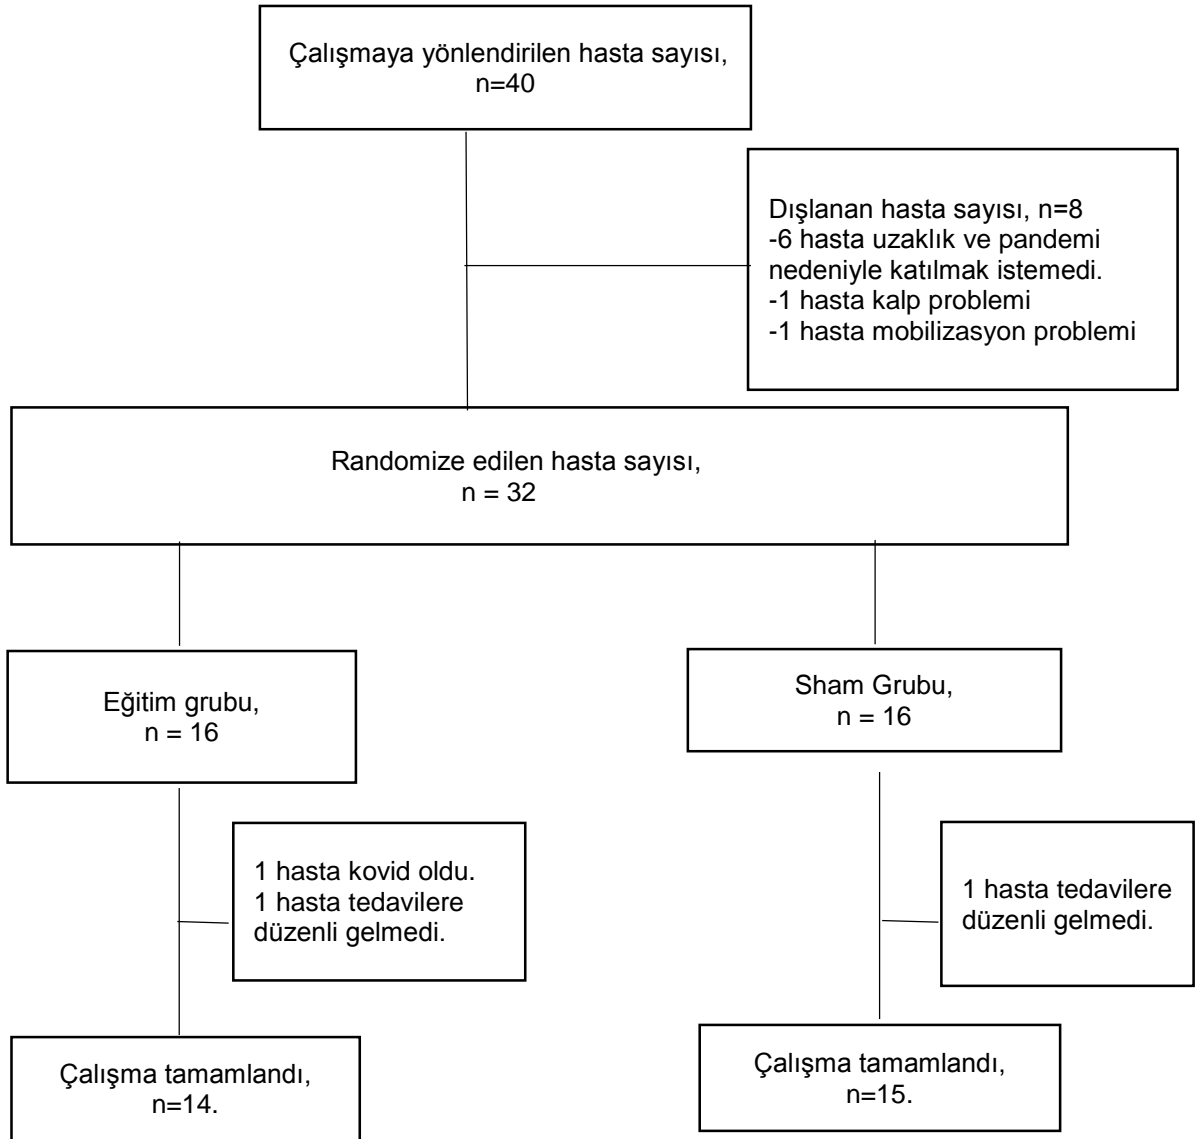 Çalışmaya yönlendirilen hasta sayısı,
n=40
Dışlanan hasta sayısı, n=8
-6 hasta uzaklık ve pandemi
nedeniyle katılmak istemedi.
-1 hasta kalp problemi
-1 hasta mobilizasyon problemi
Randomize edilen hasta sayısı,
n = 32
Eğitim grubu,
n = 16
Sham Grubu,
n = 16
1 hasta kovid oldu.
1 hasta tedavilere
düzenli gelmedi.
1 hasta tedavilere
düzenli gelmedi.
Çalışma tamamlandı,
n=14.
Çalışma tamamlandı,
n=15.